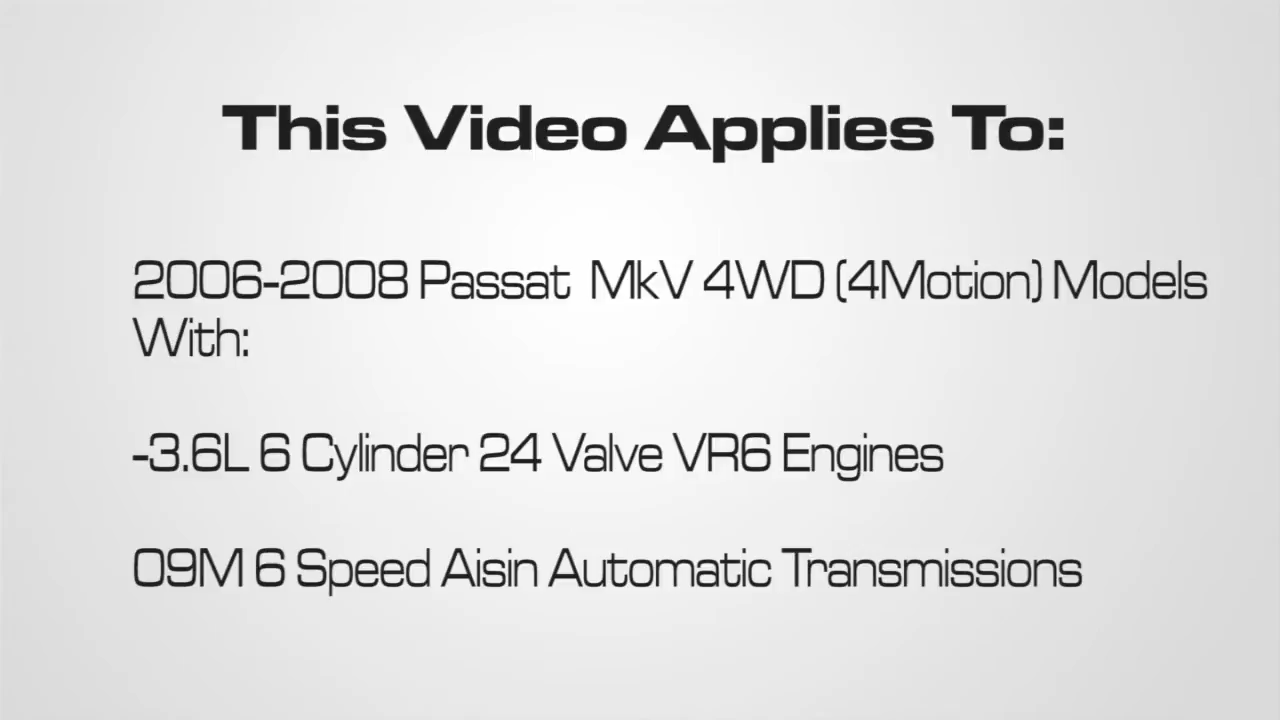 This Video Applies To:
2006-2008 Passat  MkV 4WD (4Motion) Models
With:
-3.6L 6 Cylinder 24 Valve VR6 Engines
09M 6 Speed Aisin Automatic Transmissions